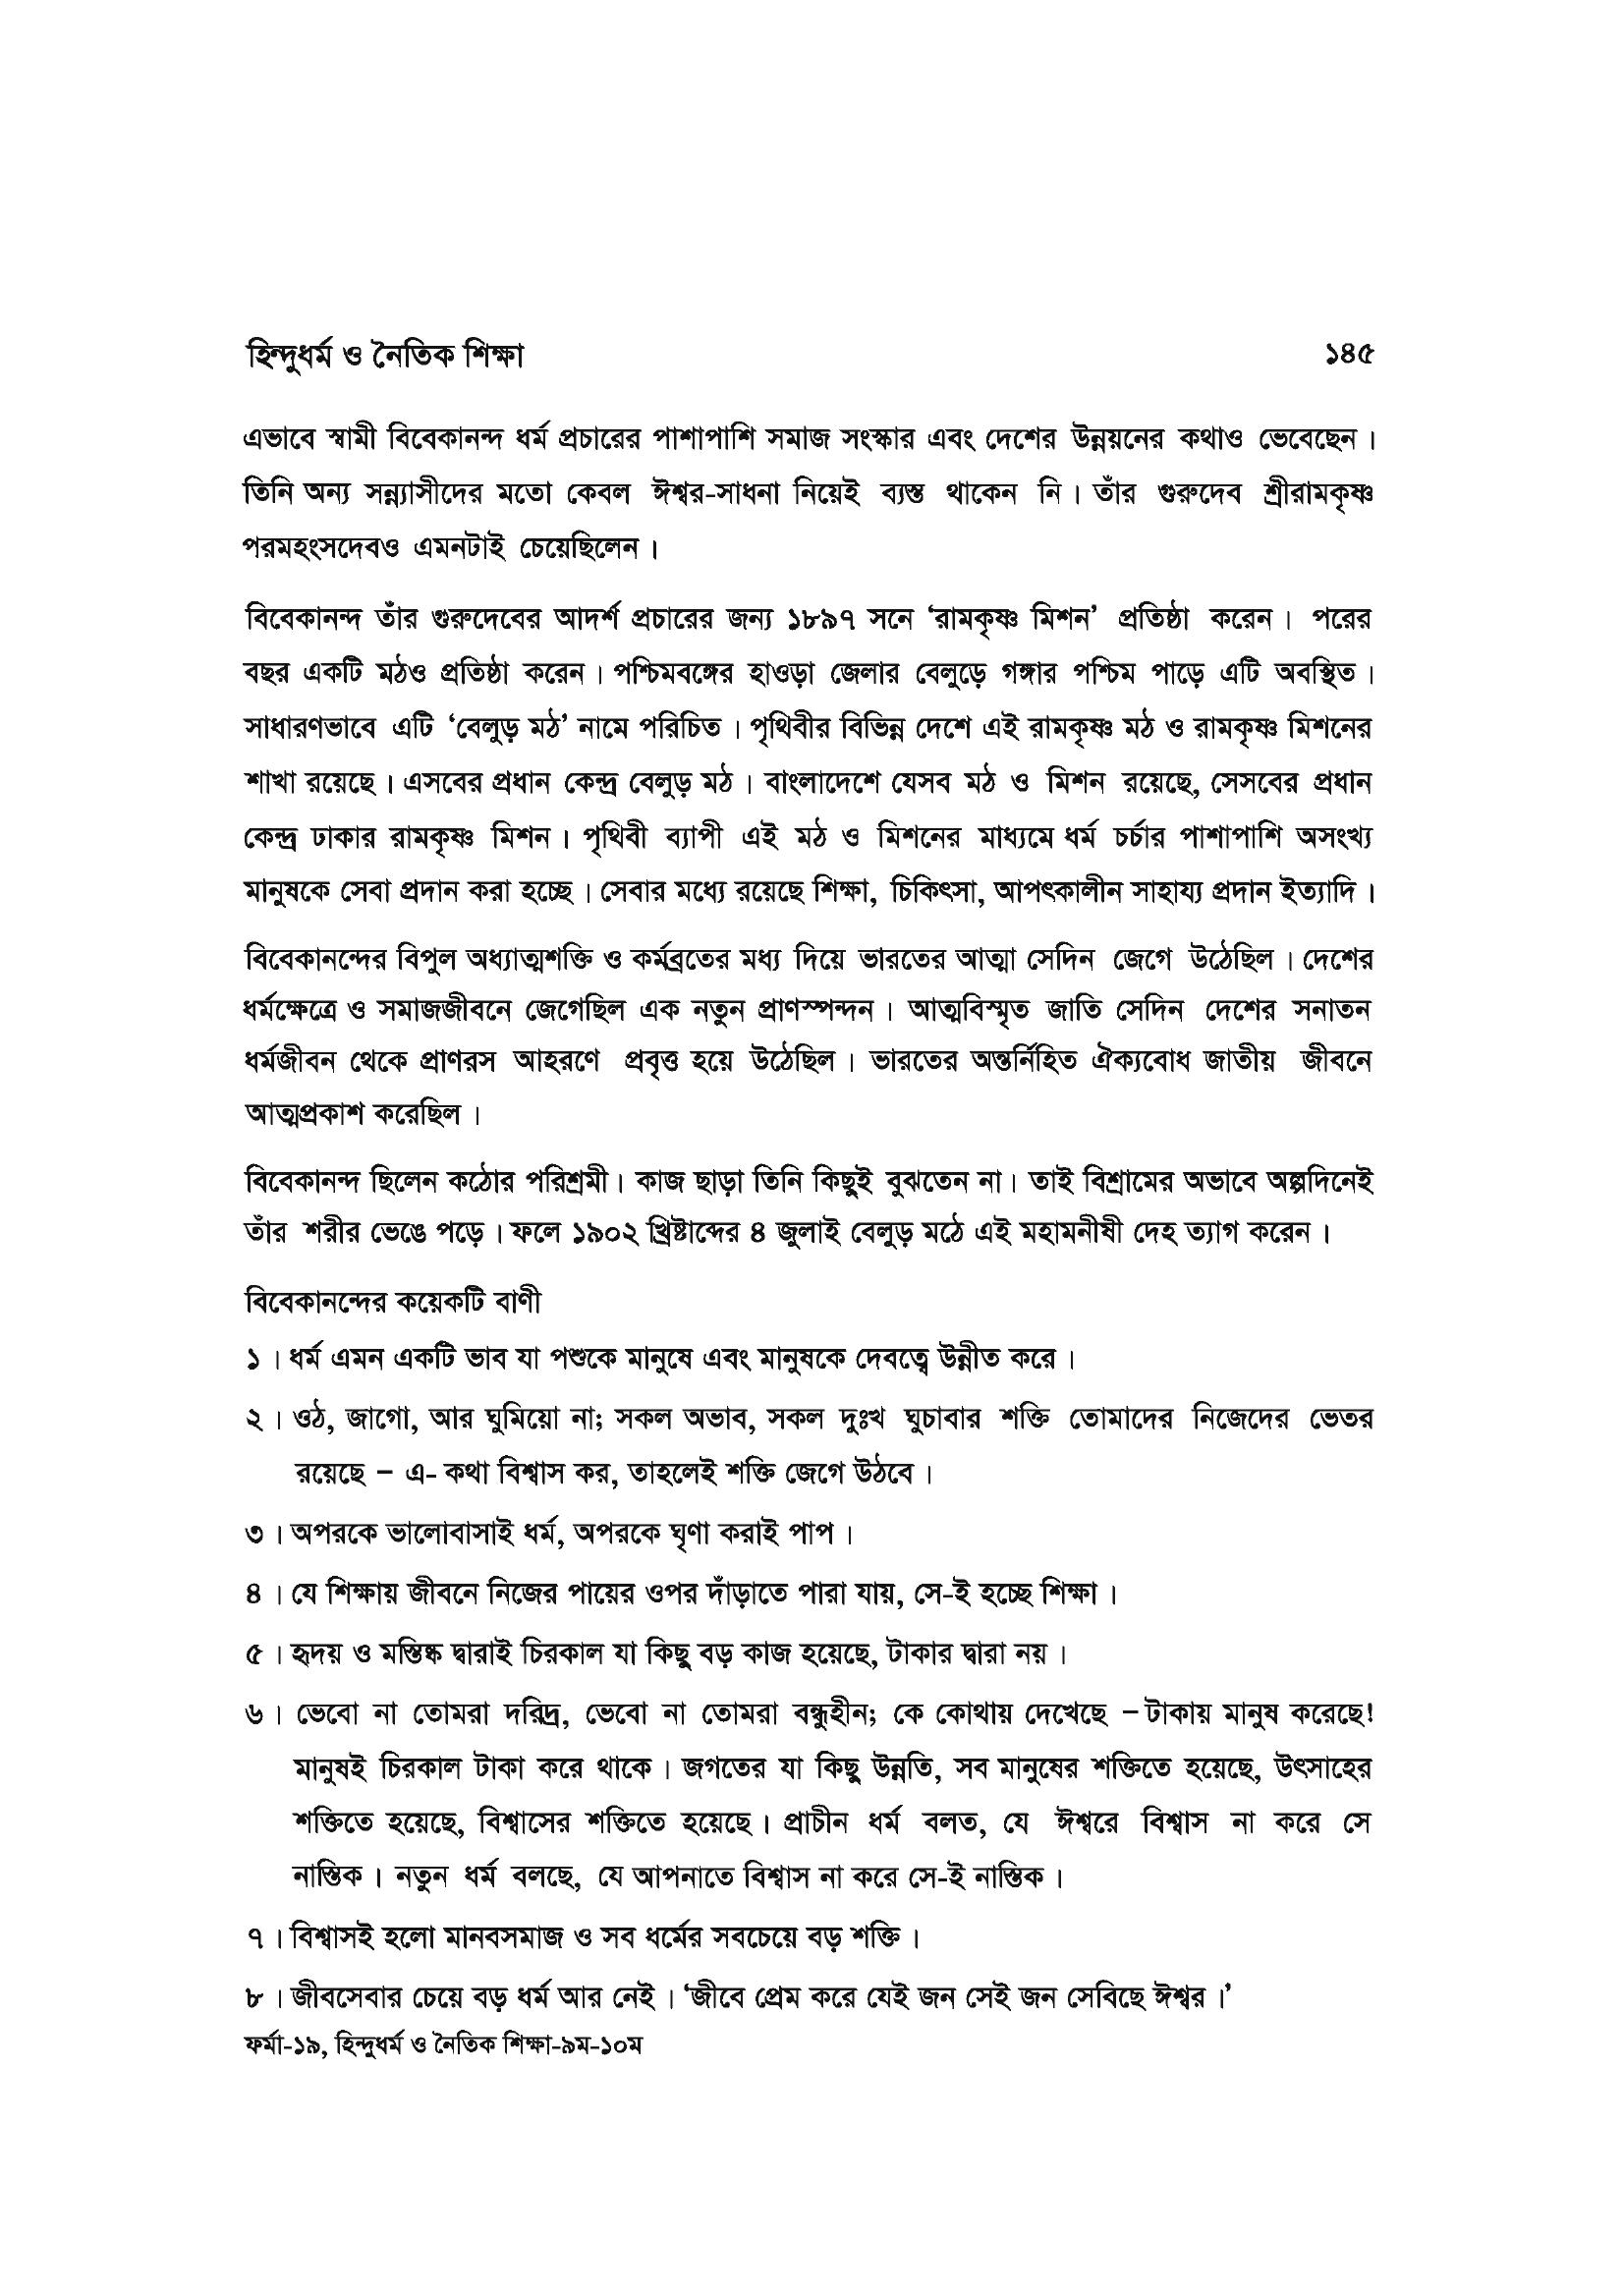 হিন্দুধর্ম ও নৈতিক শিক্ষা ১৪৫
এভাবে স্বামী বিবেকানন্দ ধর্ম প্রচারের পাশাপাশি সমাজ সংস্কার এবং দেশের উন্নয়নের কথাও ভেবেছেন।
তিনি অন্য সন্ন্যাসীদের মতো কেবল ঈশ্বর-সাধনা নিয়েই ব্যস্ত থাকেন নি। তাঁর গুরুদেব শ্রীরামকৃষ্ণ
পরমহংসদেবও এমনটাই চেয়েছিলেন।
বিবেকানন্দ তাঁর গুরুদেবের আদর্শ প্রচারের জন্য ১৮৯৭ সনে ‘রামকৃষ্ণ মিশন’ প্রতিষ্ঠা করেন। পরের
বছর একটি মঠও প্রতিষ্ঠা করেন। পশ্চিমবঙ্গের হাওড়া জেলার বেলুড়ে গঙ্গার পশ্চিম পাড়ে এটি অবস্থিত।
সাধারণভাবে এটি ‘বেলুড় মঠ’ নামে পরিচিত। পৃথিবীর বিভিন্ন দেশে এই রামকৃষ্ণ মঠ ও রামকৃষ্ণ মিশনের
শাখা রয়েছে। এসবের প্রধান কেন্দ্র বেলুড় মঠ। বাংলাদেশে যেসব মঠ ও মিশন রয়েছে, সেসবের প্রধান
কেন্দ্র ঢাকার রামকৃষ্ণ মিশন। পৃথিবী ব্যাপী এই মঠ ও মিশনের মাধ্যমে ধর্ম চর্চার পাশাপাশি অসংখ্য
মানুষকে সেবা প্রদান করা হচ্ছে। সেবার মধ্যে রয়েছে শিক্ষা, চিকিৎসা, আপৎকালীন সাহায্য প্রদান ইত্যাদি।
বিবেকানন্দের বিপুল অধ্যাত্মশক্তি ও কর্মব্রতের মধ্য দিয়ে ভারতের আত্মা সেদিন জেগে উঠেছিল। দেশের
ধর্মক্ষেত্রে ও সমাজজীবনে জেগেছিল এক নতুন প্রাণস্পন্দন। আত্মবিস্মৃত জাতি সেদিন দেশের সনাতন
ধর্মজীবন থেকে প্রাণরস আহরণে প্রবৃত্ত হয়ে উঠেছিল। ভারতের অন্তর্নিহিত ঐক্যবোধ জাতীয় জীবনে
আত্মপ্রকাশ করেছিল।
বিবেকানন্দ ছিলেন কঠোর পরিশ্রমী। কাজ ছাড়া তিনি কিছুই বুঝতেন না। তাই বিশ্রামের অভাবে অল্পদিনেই
তাঁর শরীর ভেঙে পড়ে। ফলে ১৯০২ খ্রিষ্টাব্দের ৪ জুলাই বেলুড় মঠে এই মহামনীষী দেহ ত্যাগ করেন।
বিবেকানন্দের কয়েকটি বাণী
১। ধর্ম এমন একটি ভাব যা পশুকে মানুষে এবং মানুষকে দেবত্বে উন্নীত করে।
২। ওঠ, জাগো, আর ঘুমিয়ো না; সকল অভাব, সকল দুঃখ ঘুচাবার শক্তি তোমাদের নিজেদের ভেতর
রয়েছে – এ- কথা বিশ্বাস কর, তাহলেই শক্তি জেগে উঠবে।
৩। অপরকে ভালোবাসাই ধর্ম, অপরকে ঘৃণা করাই পাপ।
৪। যে শিক্ষায় জীবনে নিজের পায়ের ওপর দাঁড়াতে পারা যায়, সে-ই হচ্ছে শিক্ষা।
৫। হৃদয় ও মস্তিষ্ক দ্বারাই চিরকাল যা কিছু বড় কাজ হয়েছে, টাকার দ্বারা নয়।
৬। ভেবো না তোমরা দরিদ্র, ভেবো না তোমরা বন্ধুহীন; কে কোথায় দেখেছে – টাকায় মানুষ করেছে!
মানুষই চিরকাল টাকা করে থাকে। জগতের যা কিছু উন্নতি, সব মানুষের শক্তিতে হয়েছে, উৎসাহের
শক্তিতে হয়েছে, বিশ্বাসের শক্তিতে হয়েছে। প্রাচীন ধর্ম বলত, যে ঈশ্বরে বিশ্বাস না করে সে
নাস্তিক। নতুন ধর্ম বলছে, যে আপনাতে বিশ্বাস না করে সে-ই নাস্তিক।
৭। বিশ্বাসই হলো মানবসমাজ ও সব ধর্মের সবচেয়ে বড় শক্তি।
৮। জীবসেবার চেয়ে বড় ধর্ম আর নেই। ‘জীবে প্রেম করে যেই জন সেই জন সেবিছে ঈশ্বর।’
ফর্মা-১৯, হিন্দুধর্ম ও নৈতিক শিক্ষা-৯ম-১০ম